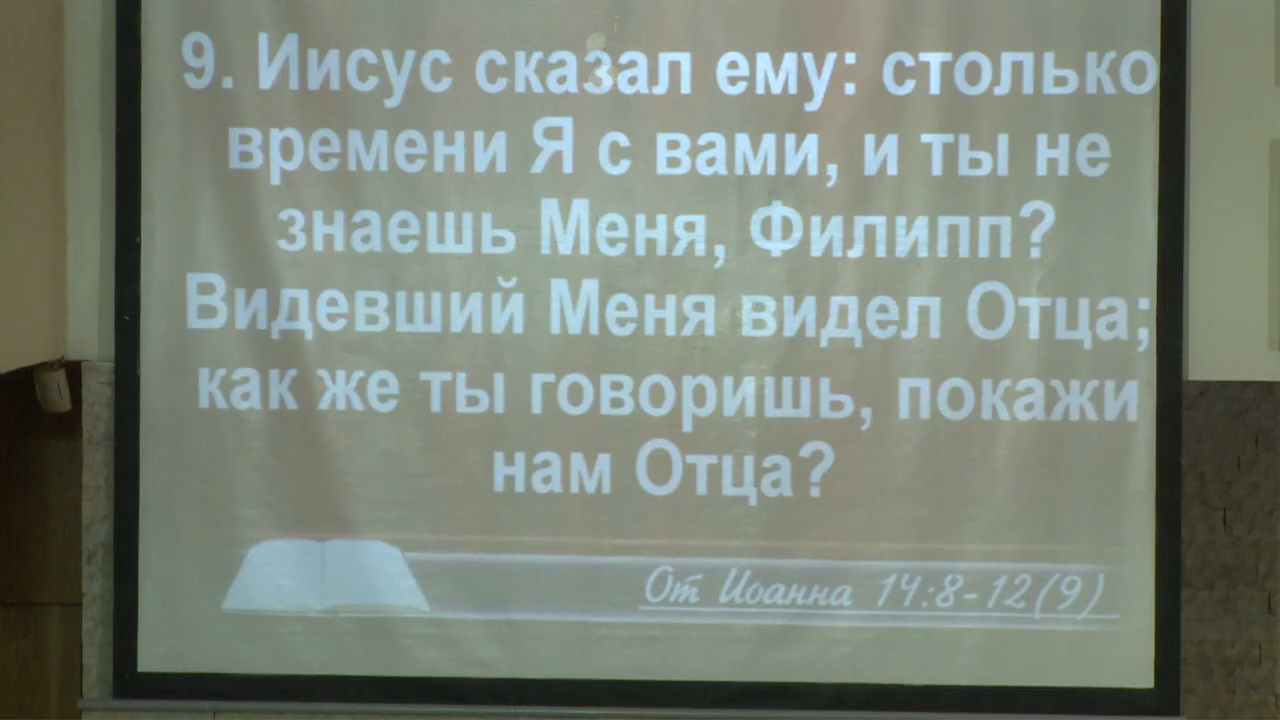 9. Иисус сказал ему: столько
времени Я с вами, и ты не
знаешь Меня, Филипп?
Видевший Меня видел Отца;
как же ты говоришь, покажи
нам Отца?
От Иоанна 14:8-12(9)